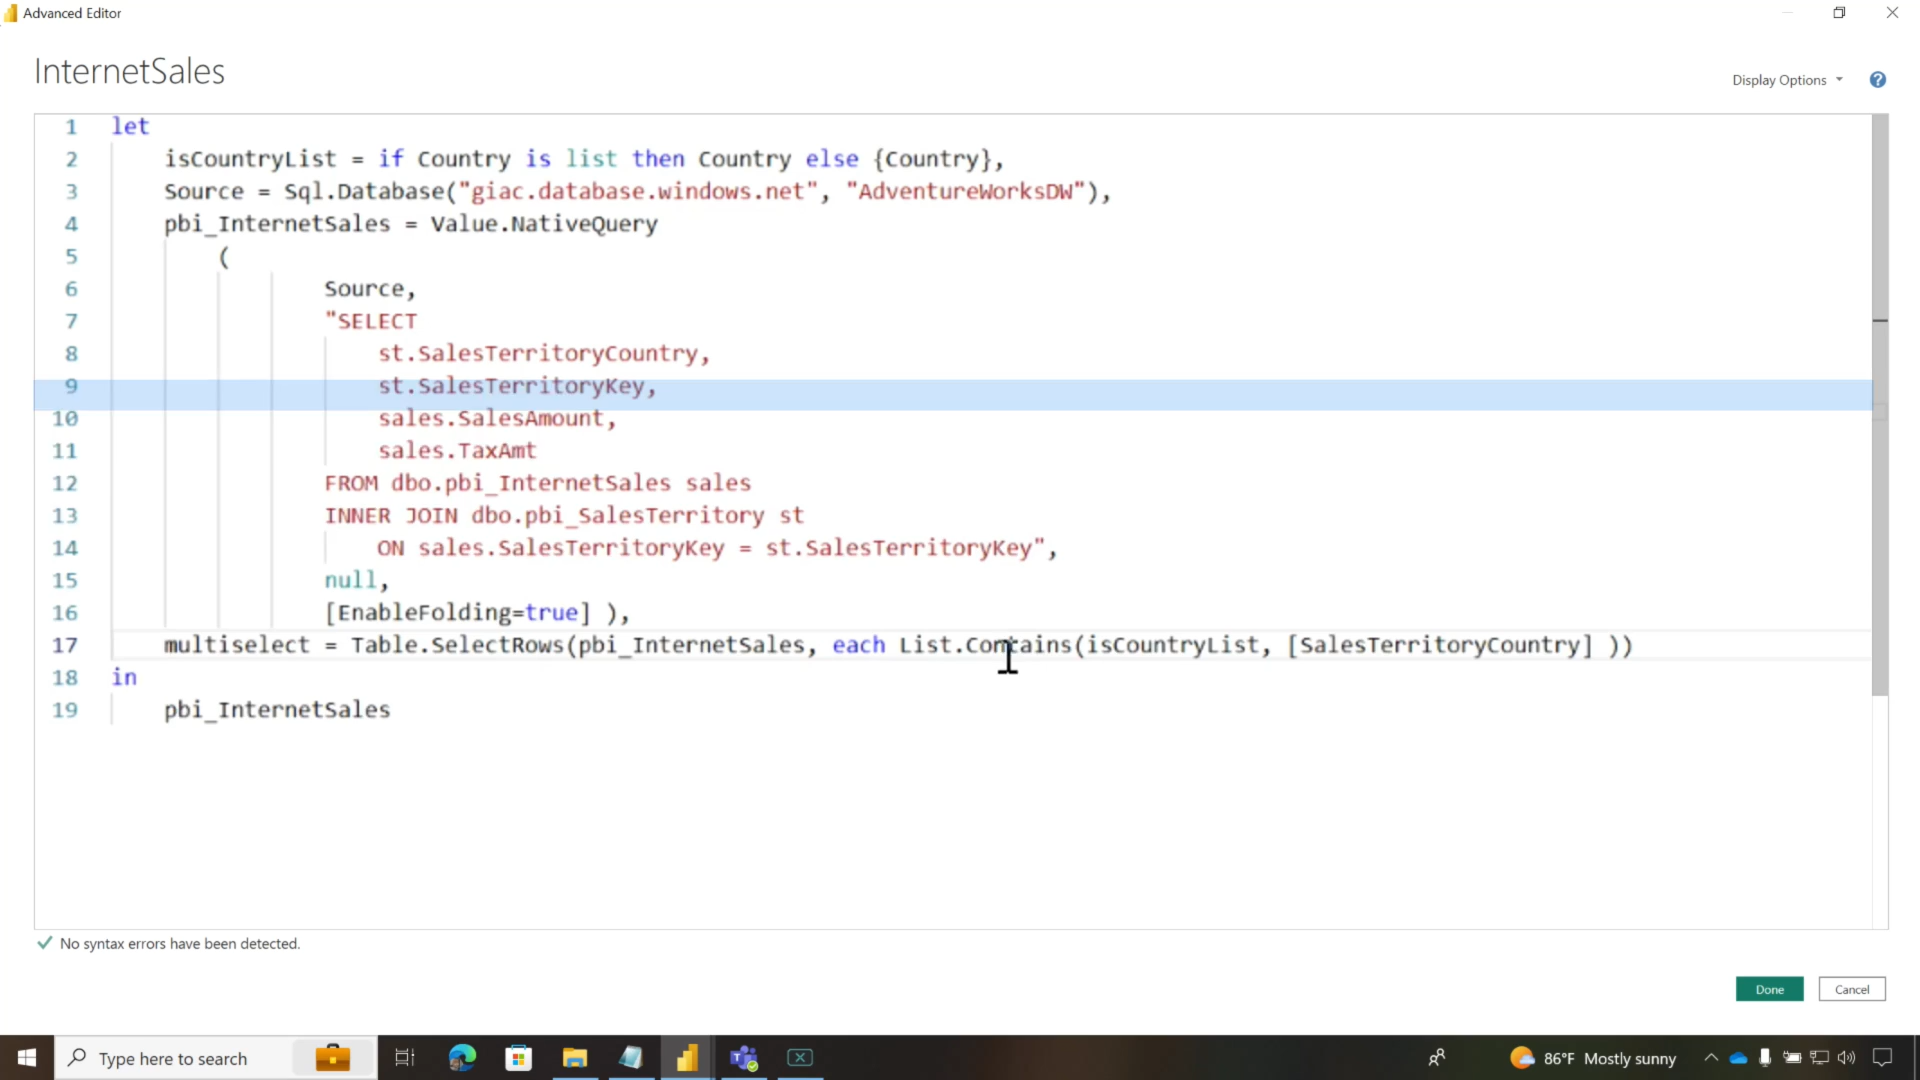 Advanced Editor
InternetSales
Display Options
?
1 let
2 isCountryList = if Country is list then Country else {Country},
3 Source = Sql.Database("giac.database.windows.net", "AdventureWorksDW"),
4 pbi_InternetSales = Value.NativeQuery
5 (
6 Source,
7 "SELECT
8 st.SalesTerritoryCountry,
9 st.SalesTerritoryKey,
10 sales.SalesAmount,
11 sales.TaxAmt
12 FROM dbo.pbi_InternetSales sales
13 INNER JOIN dbo.pbi_SalesTerritory st
14 ON sales.SalesTerritoryKey = st.SalesTerritoryKey",
15 null,
16 [EnableFolding=true] ),
17 multiselect = Table.SelectRows(pbi_InternetSales, each List.Contains(isCountryList, [SalesTerritoryCountry] ))
18 in
19 pbi_InternetSales
No syntax errors have been detected.
Done
Cancel
Type here to search
86°F Mostly sunny